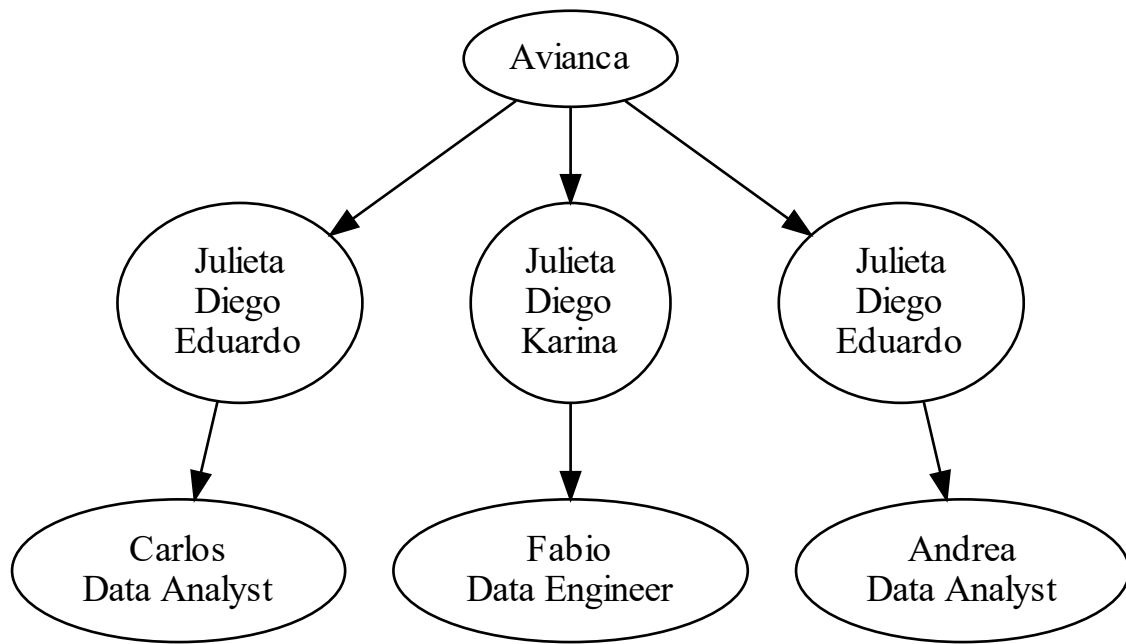 Avianca
Julieta
Diego
Eduardo
Julieta
Diego
Karina
Julieta
Diego
Eduardo
Carlos
Data Analyst
Fabio
Data Engineer
Andrea
Data Analyst